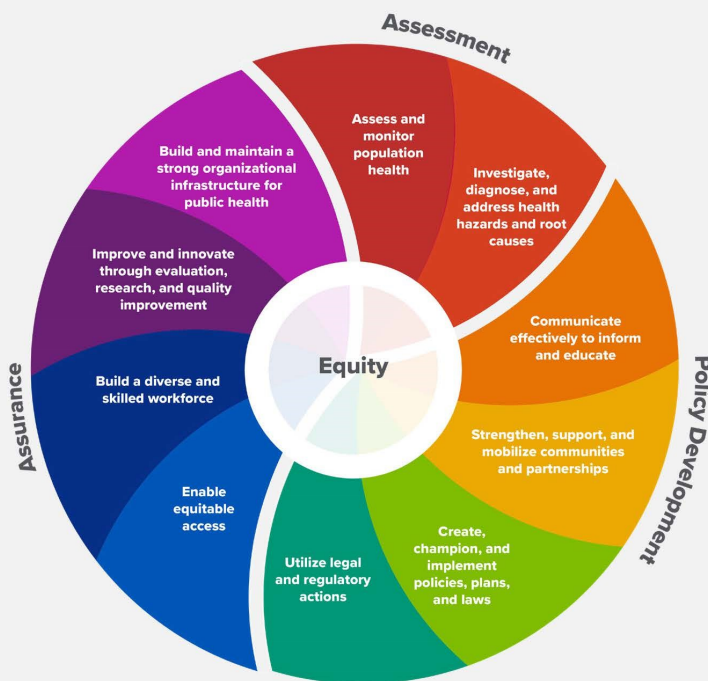 Assessment
Assess and
monitor
population
health
Investigate,
diagnose, and
address health
hazards and root
causes
Policy Development
Communicate
effectively to inform
and educate
Strengthen, support, and
mobilize communities
and partnerships
Create,
champion, and
implement
policies, plans,
and laws
Utilize legal
and regulatory
actions
Assurance
Enable
equitable
access
Build a diverse and
skilled workforce
Improve and innovate
through evaluation,
research, and quality
improvement
Build and maintain a
strong organizational
infrastructure for
public health
Equity